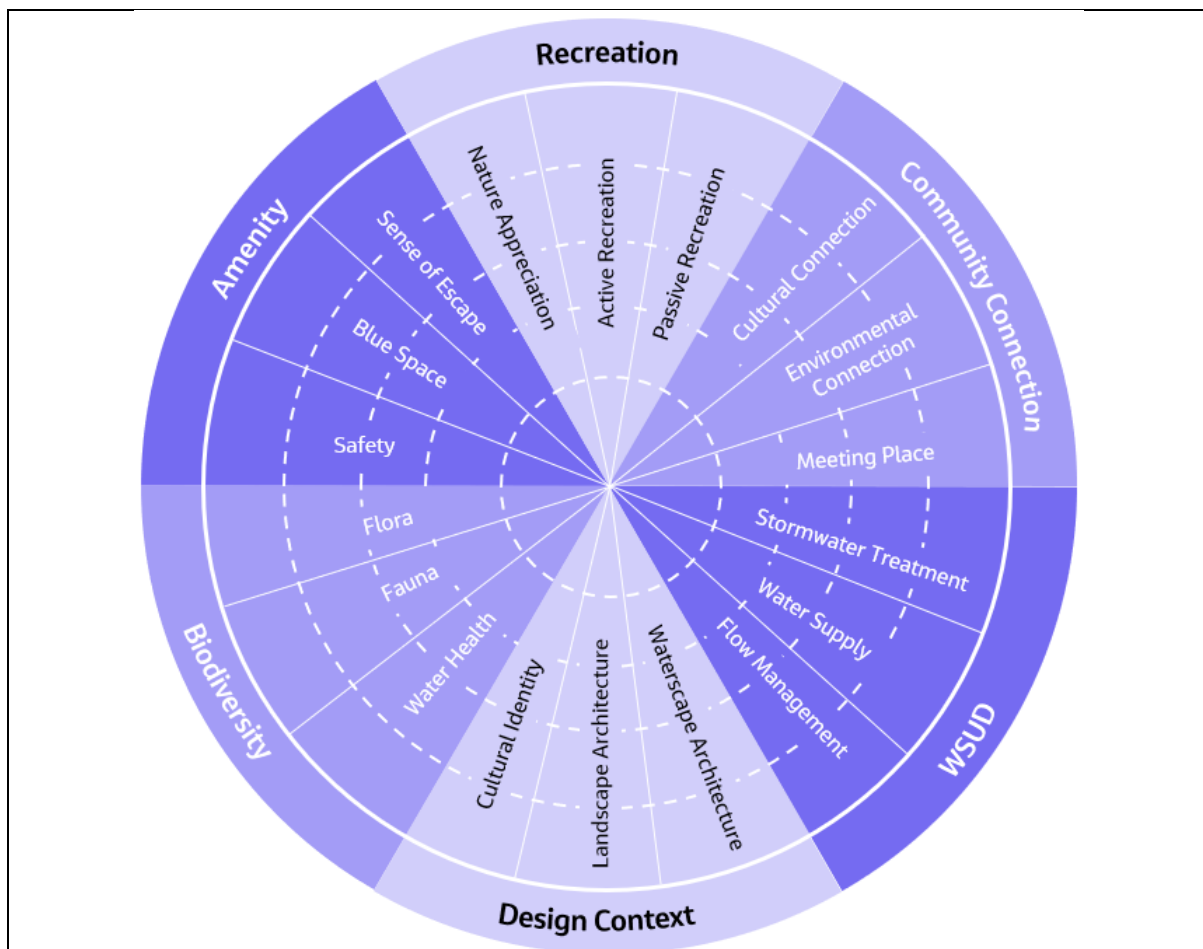 Recreation
Nature Appreciation
Active Recreation
Passive Recreation
Community Connection
Cultural Connection
Environmental
Connection
Meeting Place
WSUD
Stormwater Treatment
Water Supply
Flow Management
Design Context
Waterscape Architecture
Landscape Architecture
Cultural Identity
Biodiversity
Water Health
Fauna
Flora
Amenity
Safety
Blue Space
Sense of Escape